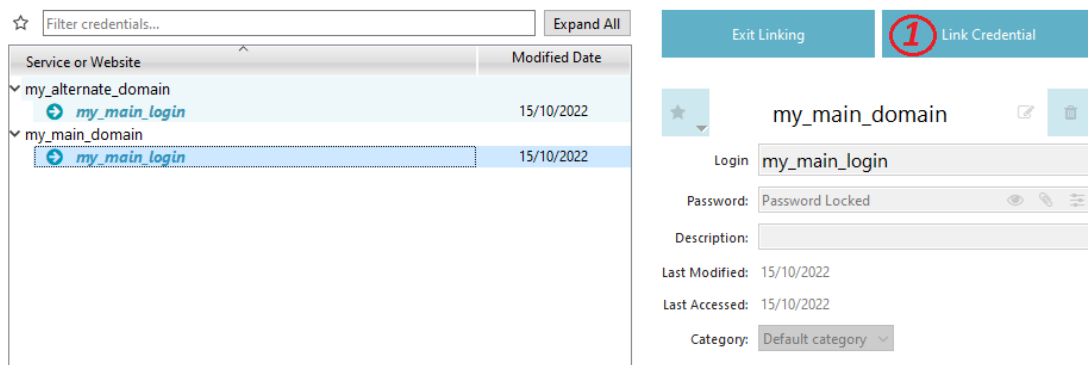 Filter credentials...
Expand All
Service or Website
Modified Date
my_alternate_domain
my_main_login
15/10/2022
my_main_domain
my_main_login
15/10/2022
Exit Linking
1
Link Credential
my_main_domain
Login
my_main_login
Password:
Password Locked
Description:
Last Modified:
15/10/2022
Last Accessed:
15/10/2022
Category:
Default category